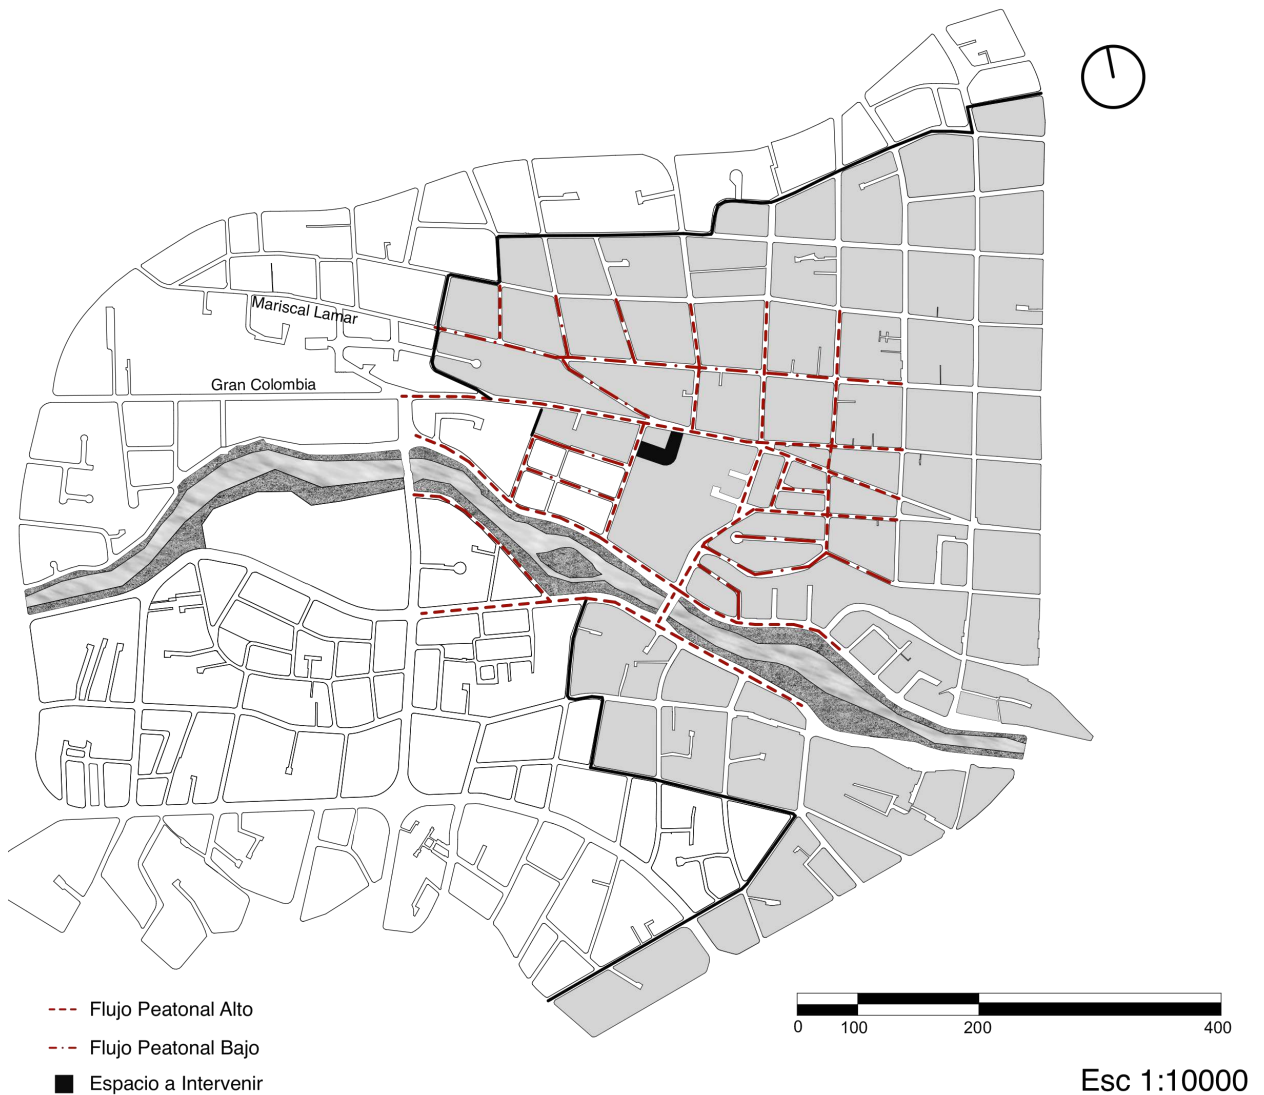 Mariscal Lamar
Gran Colombia
Flujo Peatonal Alto
Flujo Peatonal Bajo
Espacio a Intervenir
0 100 200 400
Esc 1:10000